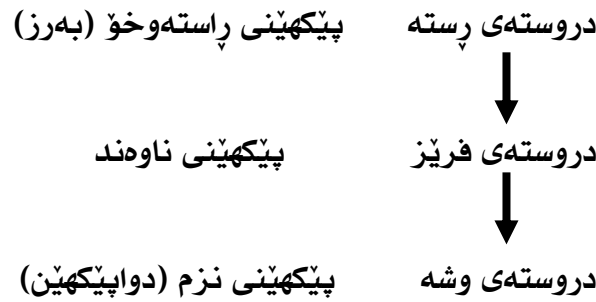 دروستەی ڕستە پێکهێنی ڕاستەوخۆ (بەرز)
دروستەی فرێز پێکهێنی ناوەند
دروستەی وشە پێکهێنی نزم (دواپێکهێن)